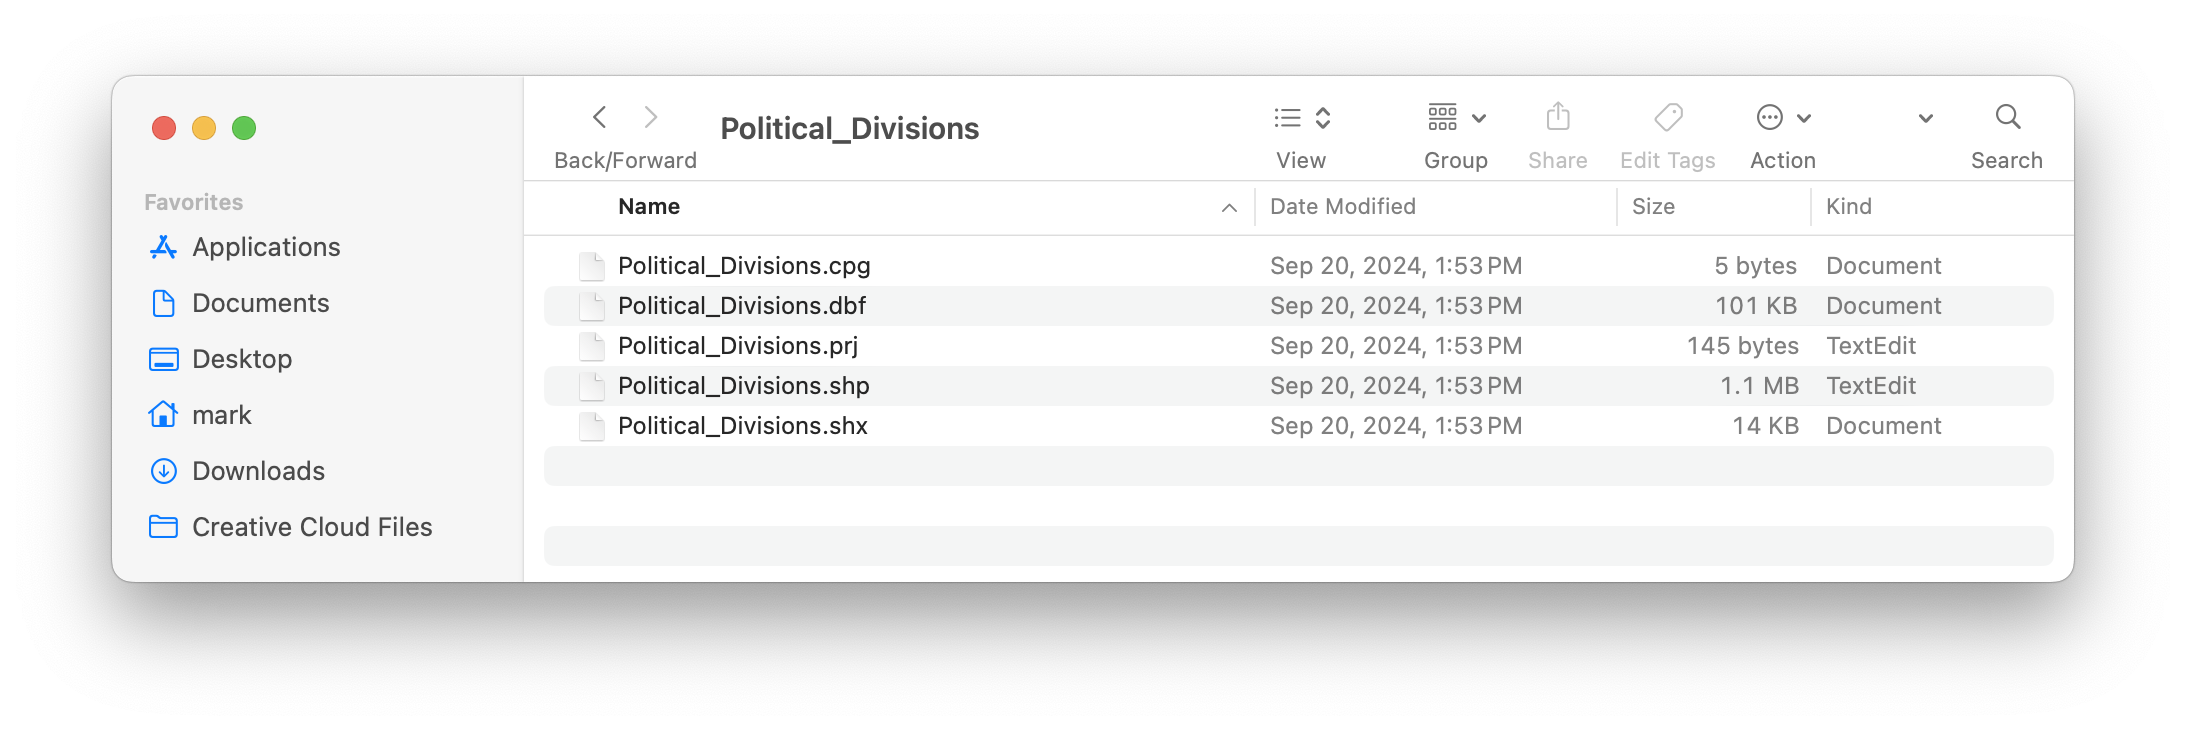 Political_Divisions
Back/Forward
View
Group
Share
Edit Tags
Action
Search
Favorites
Applications
Documents
Desktop
mark
Downloads
Creative Cloud Files
Name Date Modified Size Kind
Political_Divisions.cpg Sep 20, 2024, 1:53 PM 5 bytes Document
Political_Divisions.dbf Sep 20, 2024, 1:53 PM 101 KB Document
Political_Divisions.prj Sep 20, 2024, 1:53 PM 145 bytes TextEdit
Political_Divisions.shp Sep 20, 2024, 1:53 PM 1.1 MB TextEdit
Political_Divisions.shx Sep 20, 2024, 1:53 PM 14 KB Document